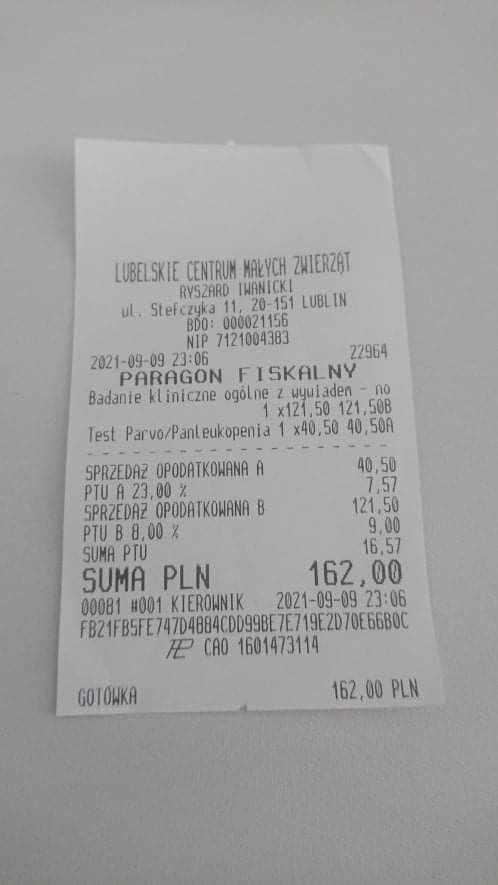 LUBELSKIE CENTRUM MAŁYCH ZWIERZĄT
RYSZARD IWANICKI
ul. Stefczyka 11, 20-151 LUBLIN
BDO: 000021156
NIP 7121004383
2021-09-09 23:06 22964
PARAGON FISKALNY
Badanie kliniczne ogólne z wywiadem - no
1 x121,50 121,50B
Test Parvo/Panleukopenia 1 x40,50 40,50A
SPRZEDAŻ OPODATKOWANA A 40,50
PTU A 23,00 % 7,57
SPRZEDAŻ OPODATKOWANA B 121,50
PTU B 8,00 % 9,00
SUMA PTU 16,57
SUMA PLN 162,00
00081 #001 KIEROWNIK 2021-09-09 23:06
FB21FB5FE747D4884CDD99BE7E719E2D70E66B0C
CAO 1601473114
GOTÓWKA 162,00 PLN